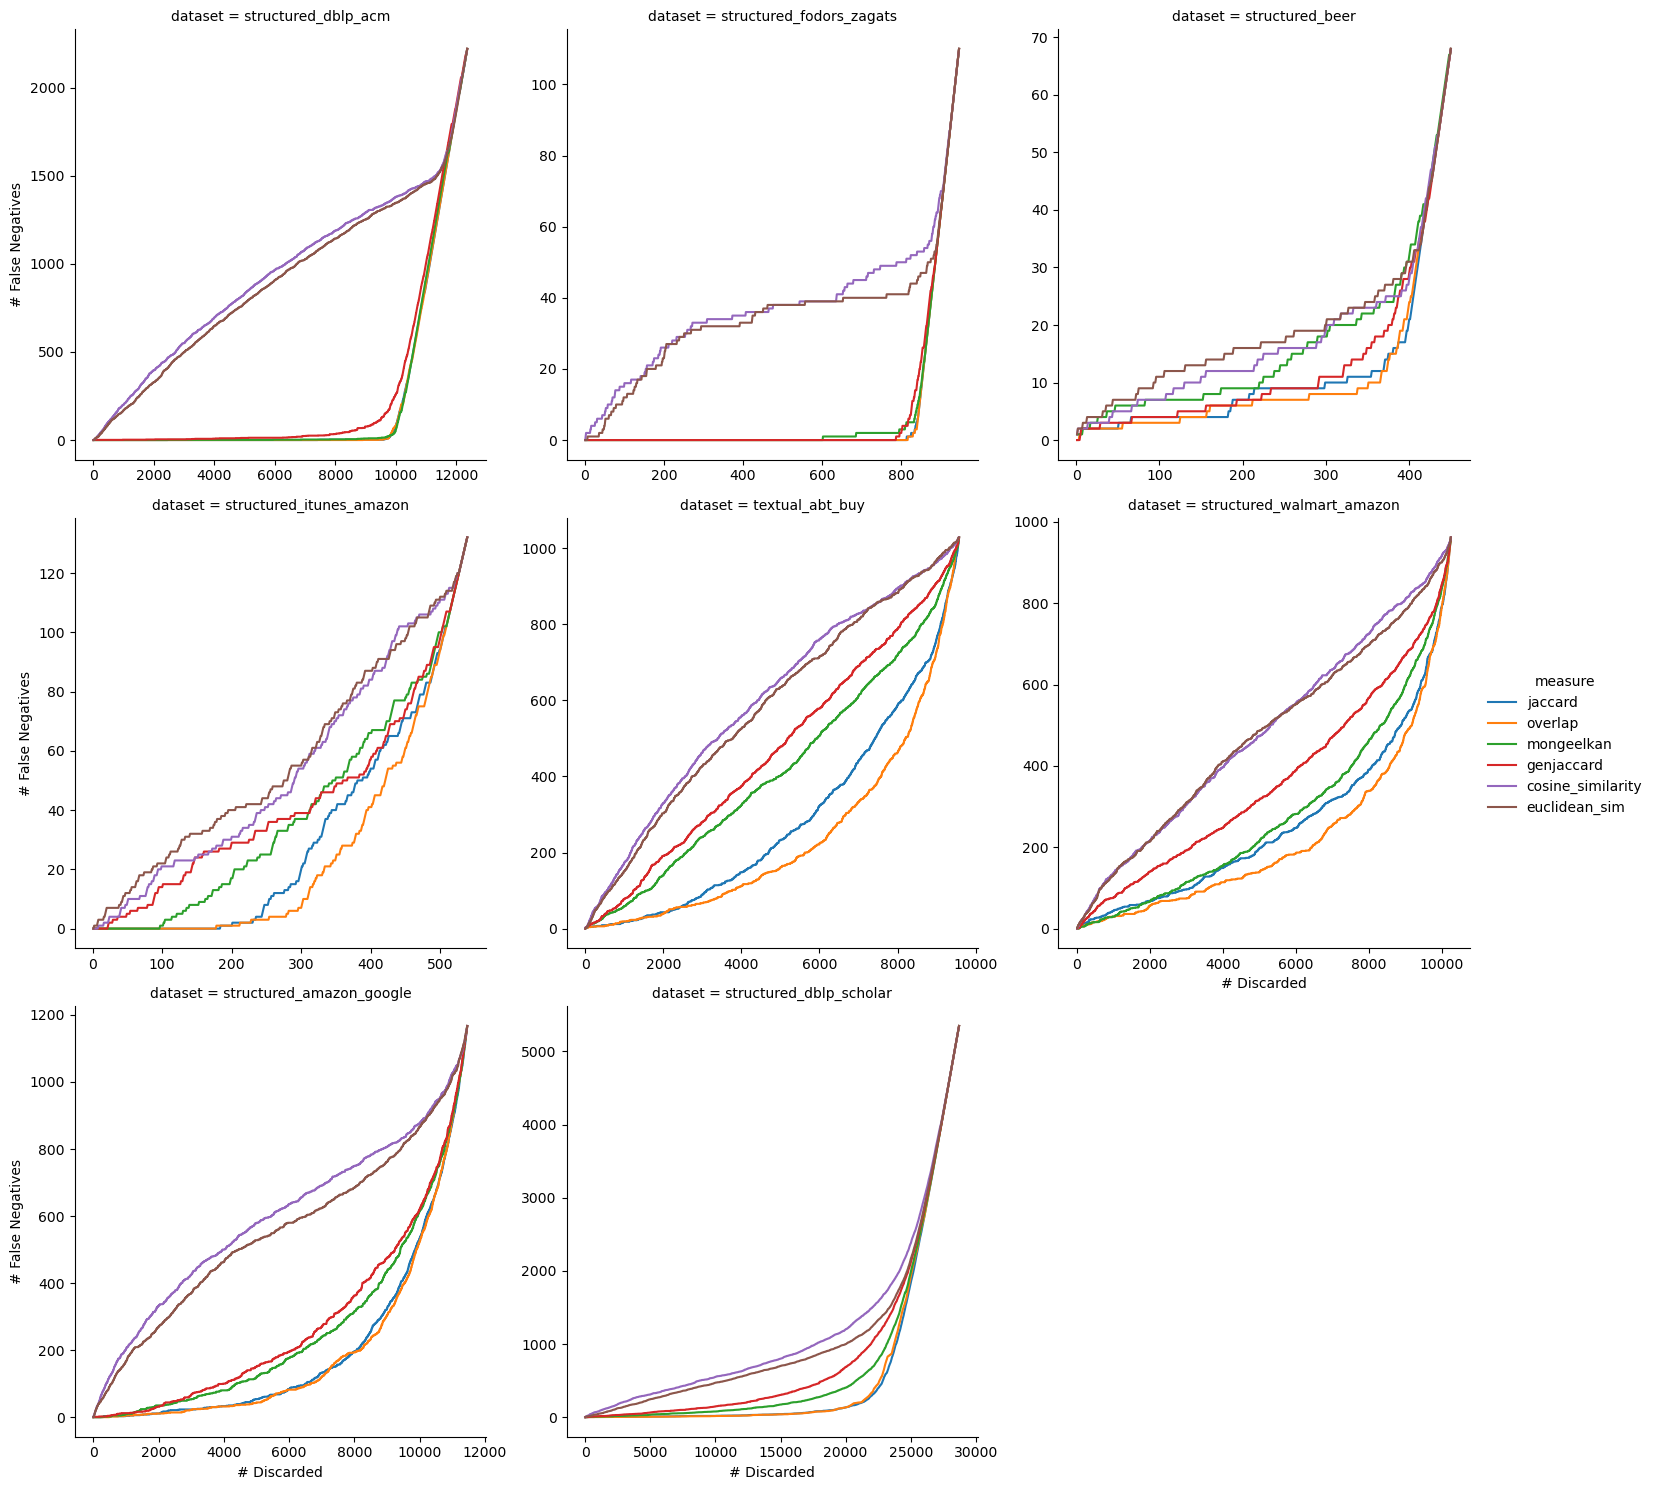 dataset = structured_dblp_acm
dataset = structured_fodors_zagats
dataset = structured_beer
# False Negatives
2000
1500
1000
500
0
0 2000 4000 6000 8000 10000 12000
100
80
60
40
20
0
0 200 400 600 800
70
60
50
40
30
20
10
0
0 100 200 300 400
dataset = structured_itunes_amazon
dataset = textual_abt_buy
dataset = structured_walmart_amazon
# False Negatives
120
100
80
60
40
20
0
0 100 200 300 400 500
1000
800
600
400
200
0
0 2000 4000 6000 8000 10000
1000
800
600
400
200
0
0 2000 4000 6000 8000 10000
# Discarded
measure
jaccard
overlap
mongeelkan
genjaccard
cosine_similarity
euclidean_sim
dataset = structured_amazon_google
dataset = structured_dblp_scholar
# False Negatives
1200
1000
800
600
400
200
0
0 2000 4000 6000 8000 10000 12000
# Discarded
5000
4000
3000
2000
1000
0
0 5000 10000 15000 20000 25000 30000
# Discarded